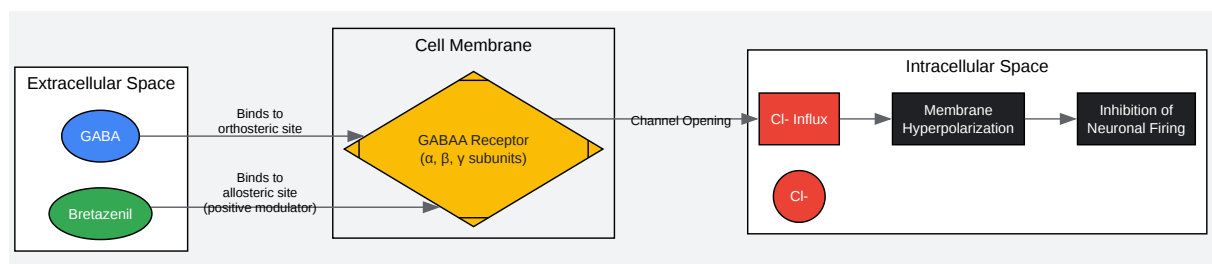 Extracellular Space
GABA
Bretazenil
Binds to
orthosteric site
Binds to
allosteric site
(positive modulator)
Cell Membrane
GABAA Receptor
(α, β, γ subunits)
Channel Opening
Intracellular Space
Cl- Influx
Membrane
Hyperpolarization
Inhibition of
Neuronal Firing
Cl-